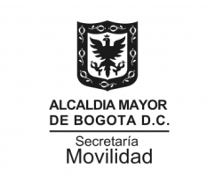 ALCALDIA MAYOR
DE BOGOTA D.C.
Secretaría
Movilidad